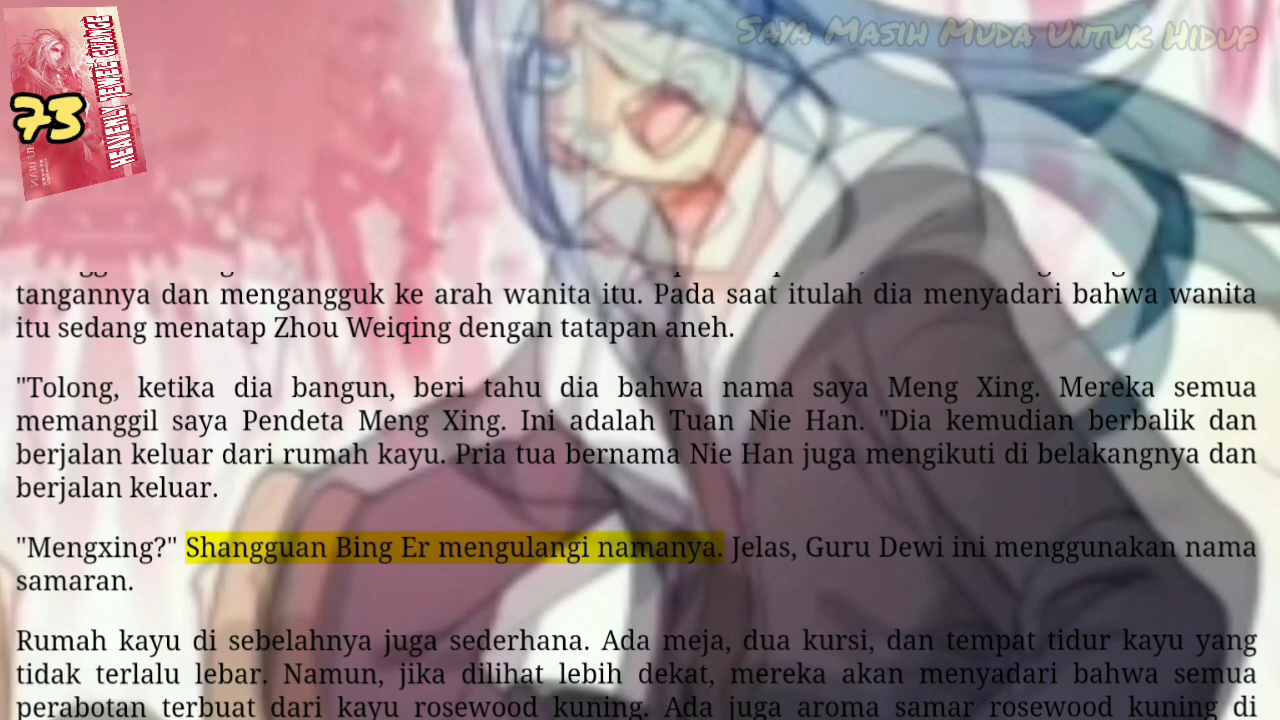 Saya Masih Muda Untuk Hidup
HEAVENLY JEWEL CHANGE
73
tangannya dan mengangguk ke arah wanita itu. Pada saat itulah dia menyadari bahwa wanita
itu sedang menatap Zhou Weiqing dengan tatapan aneh.
"Tolong, ketika dia bangun, beri tahu dia bahwa nama saya Meng Xing. Mereka semua
memanggil saya Pendeta Meng Xing. Ini adalah Tuan Nie Han. "Dia kemudian berbalik dan
berjalan keluar dari rumah kayu. Pria tua bernama Nie Han juga mengikuti di belakangnya dan
berjalan keluar.
"Mengxing?" Shangguan Bing Er mengulangi namanya. Jelas, Guru Dewi ini menggunakan nama
samaran.
Rumah kayu di sebelahnya juga sederhana. Ada meja, dua kursi, dan tempat tidur kayu yang
tidak terlalu lebar. Namun, jika dilihat lebih dekat, mereka akan menyadari bahwa semua
perabotan terbuat dari kayu rosewood kuning. Ada juga aroma samar rosewood kuning di